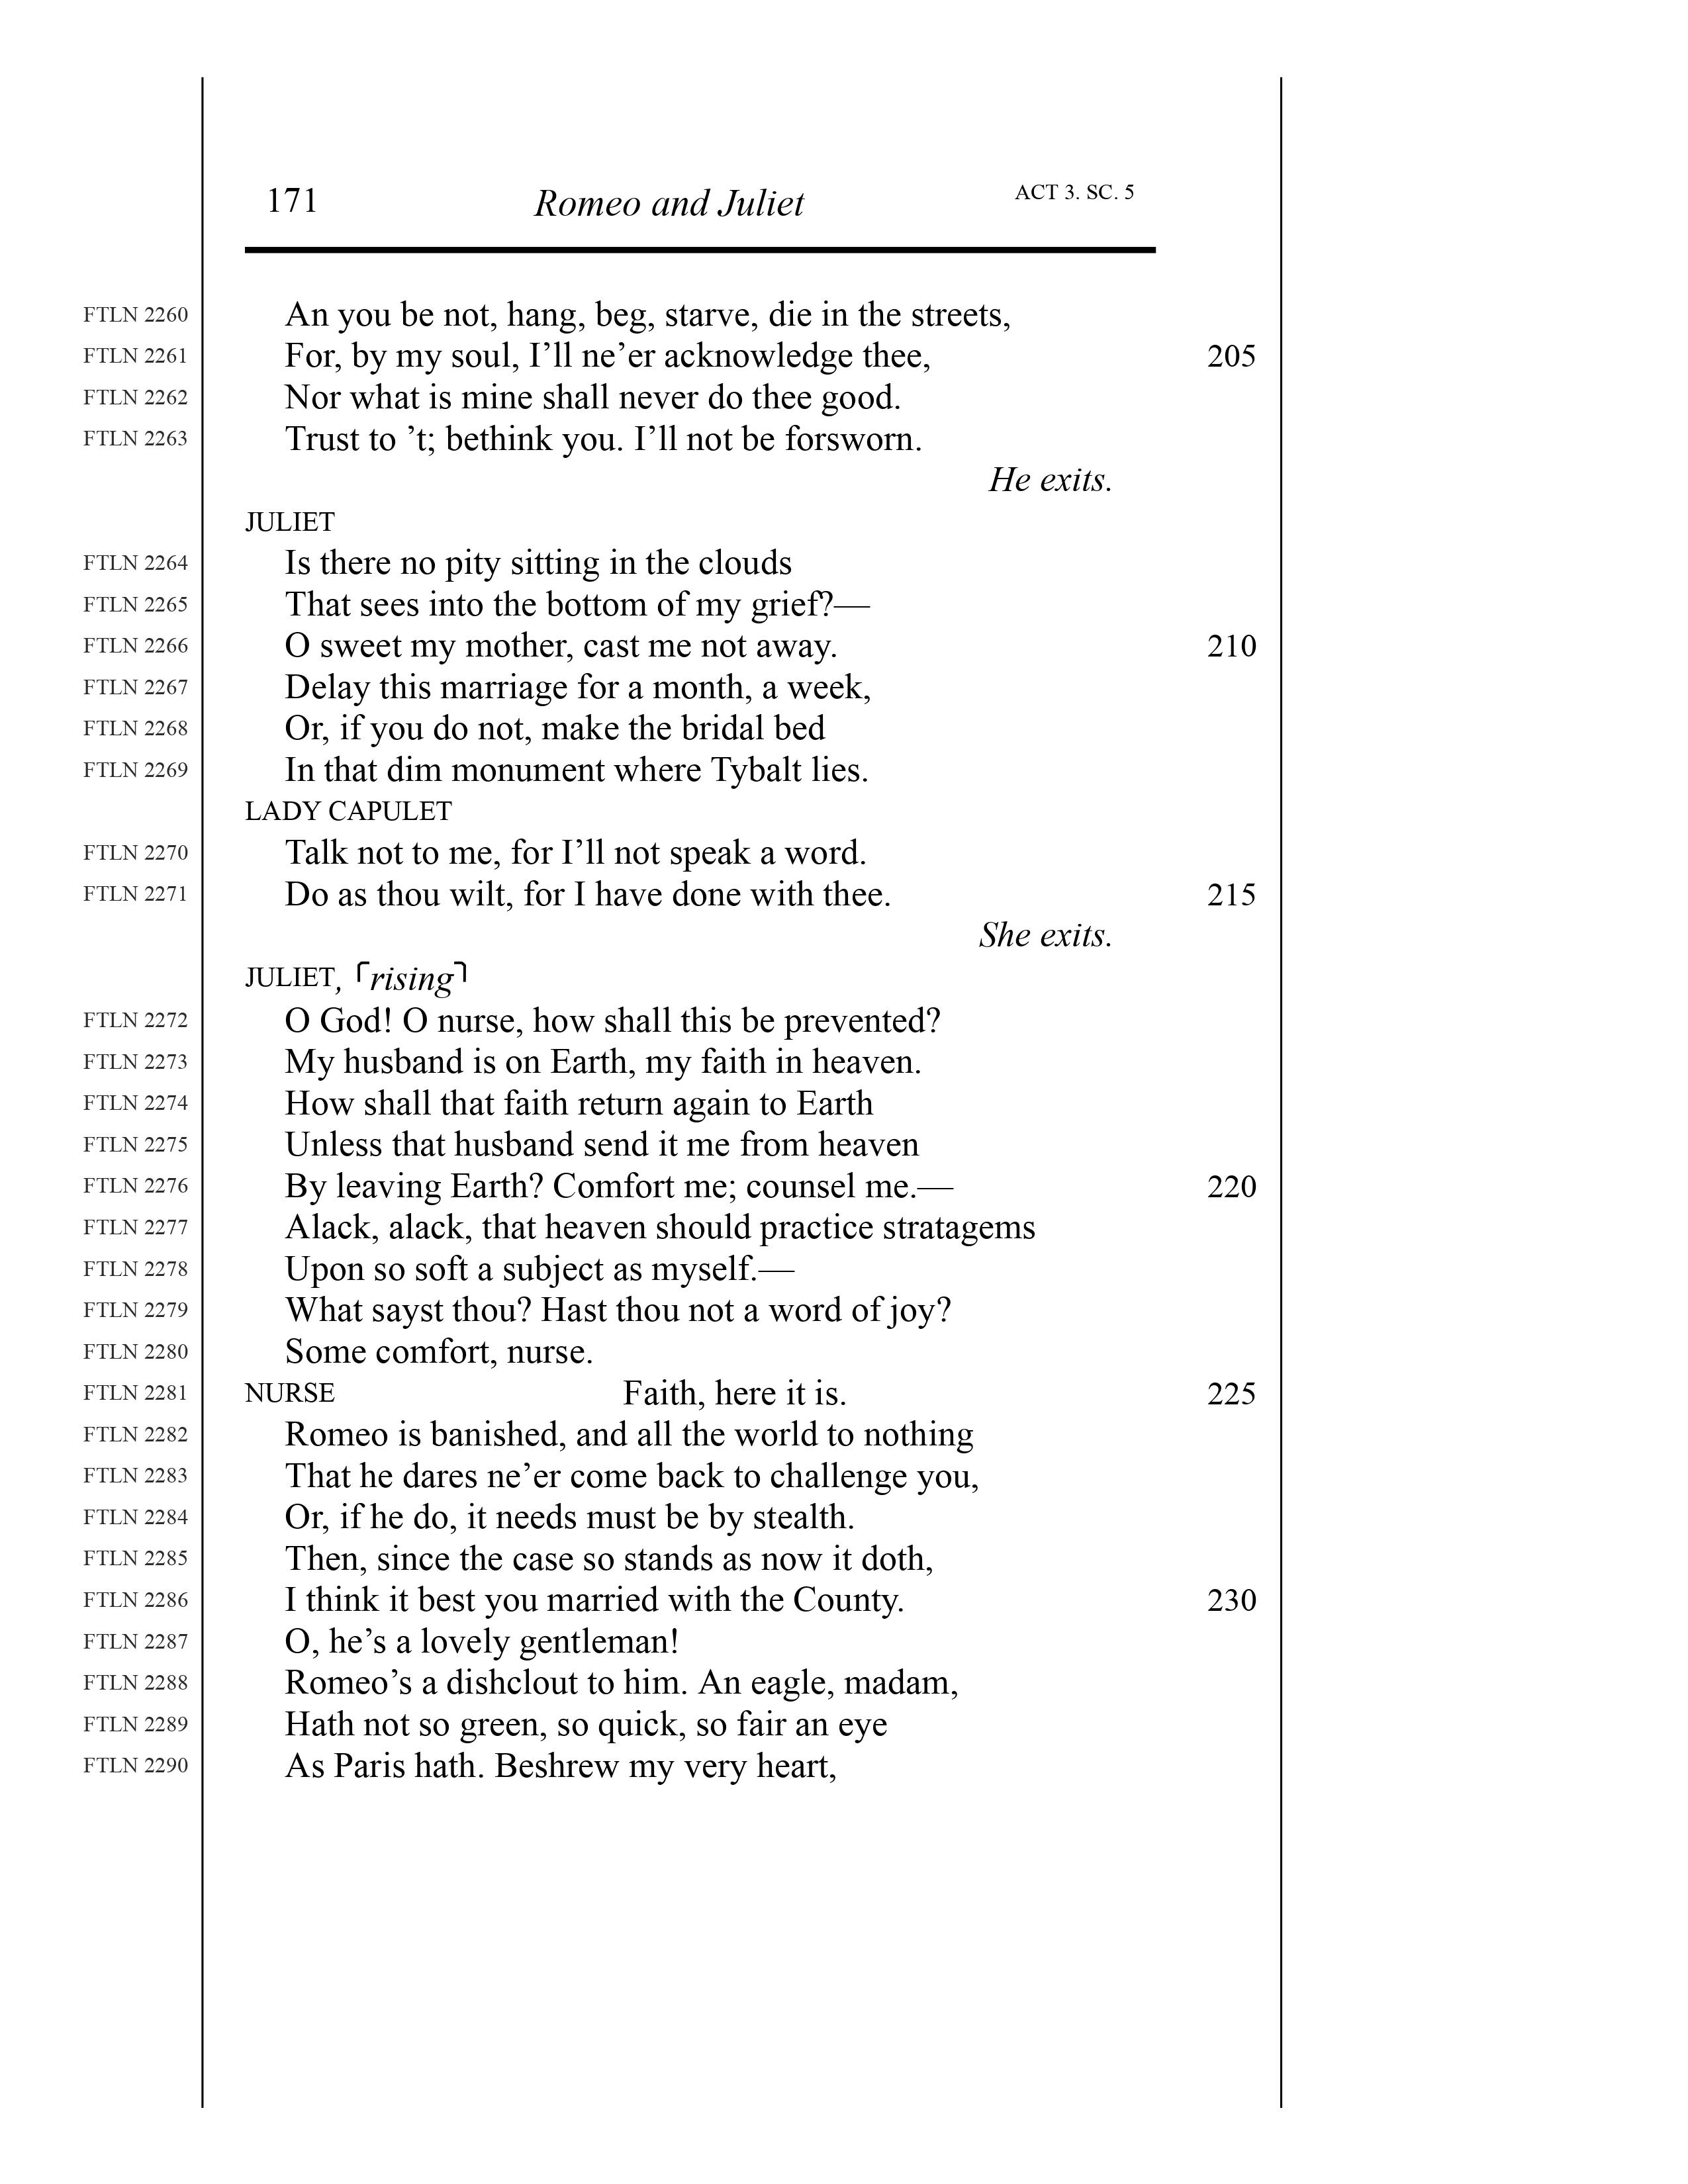 171 Romeo and Juliet ACT 3. SC. 5
FTLN 2260 An you be not, hang, beg, starve, die in the streets,
FTLN 2261 For, by my soul, I’ll ne’er acknowledge thee, 205
FTLN 2262 Nor what is mine shall never do thee good.
FTLN 2263 Trust to ’t; bethink you. I’ll not be forsworn.
He exits.
JULIET
FTLN 2264 Is there no pity sitting in the clouds
FTLN 2265 That sees into the bottom of my grief?—
FTLN 2266 O sweet my mother, cast me not away. 210
FTLN 2267 Delay this marriage for a month, a week,
FTLN 2268 Or, if you do not, make the bridal bed
FTLN 2269 In that dim monument where Tybalt lies.
LADY CAPULET
FTLN 2270 Talk not to me, for I’ll not speak a word.
FTLN 2271 Do as thou wilt, for I have done with thee. 215
She exits.
JULIET, ⌜rising⌝
FTLN 2272 O God! O nurse, how shall this be prevented?
FTLN 2273 My husband is on Earth, my faith in heaven.
FTLN 2274 How shall that faith return again to Earth
FTLN 2275 Unless that husband send it me from heaven
FTLN 2276 By leaving Earth? Comfort me; counsel me.— 220
FTLN 2277 Alack, alack, that heaven should practice stratagems
FTLN 2278 Upon so soft a subject as myself.—
FTLN 2279 What sayst thou? Hast thou not a word of joy?
FTLN 2280 Some comfort, nurse.
FTLN 2281 NURSE Faith, here it is. 225
FTLN 2282 Romeo is banished, and all the world to nothing
FTLN 2283 That he dares ne’er come back to challenge you,
FTLN 2284 Or, if he do, it needs must be by stealth.
FTLN 2285 Then, since the case so stands as now it doth,
FTLN 2286 I think it best you married with the County. 230
FTLN 2287 O, he’s a lovely gentleman!
FTLN 2288 Romeo’s a dishclout to him. An eagle, madam,
FTLN 2289 Hath not so green, so quick, so fair an eye
FTLN 2290 As Paris hath. Beshrew my very heart,